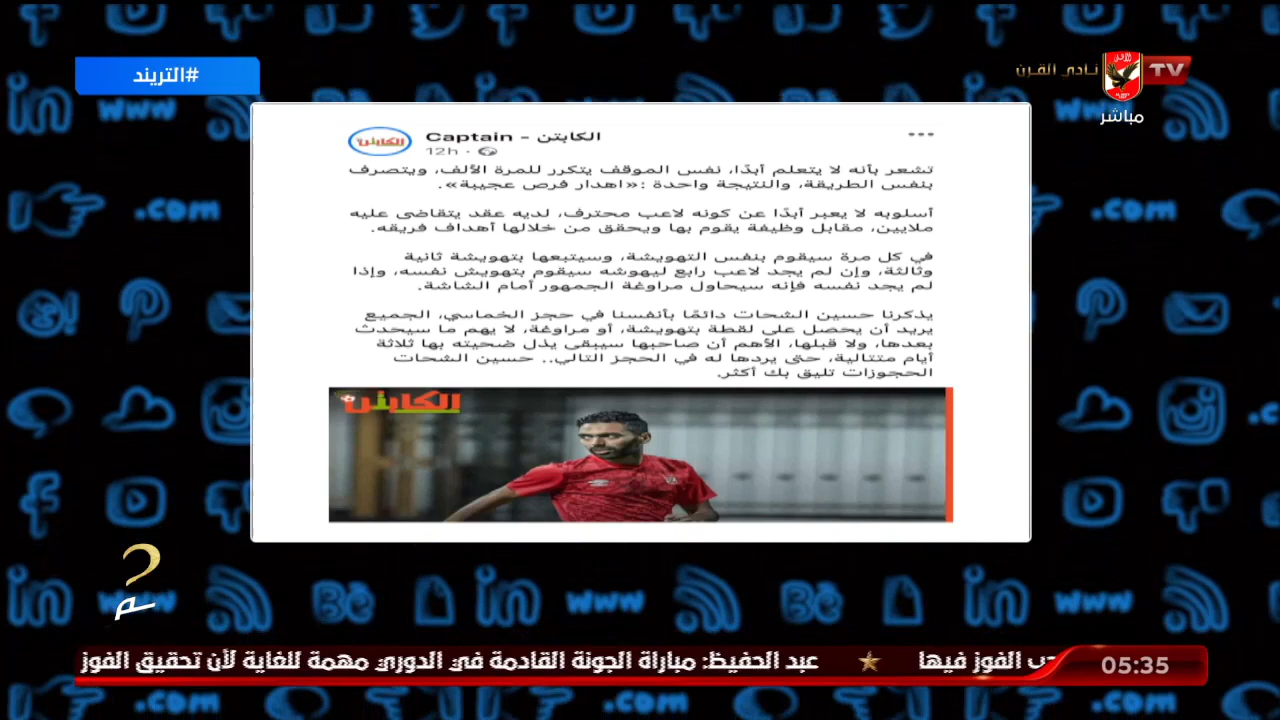 #التريند
نادي القرن
TV
مباشر
Captain - الكابتن
12h
تشعر بأنه لا يتعلم أبدًا، نفس الموقف يتكرر للمرة الألف، ويتصرف
بنفس الطريقة، والنتيجة واحدة :«اهدار فرص عجيبة».
أسلوبه لا يعبر أبدًا عن كونه لاعب محترف، لديه عقد يتقاضى عليه
ملايين، مقابل وظيفة يقوم بها ويحقق من خلالها أهداف فريقه.
في كل مرة سيقوم بنفس التهويشة، وسيتبعها بتهويشة ثانية
وثالثة، وإن لم يجد لاعب رابع ليهوشه سيقوم بتهويش نفسه، وإذا
لم يجد نفسه فإنه سيحاول مراوغة الجمهور أمام الشاشة.
يذكرنا حسين الشحات دائمًا بأنفسنا في حجز الخماسي، الجميع
يريد أن يحصل على لقطة بتهويشة، أو مراوغة، لا يهم ما سيحدث
بعدها، ولا قبلها، الأهم أن صاحبها سيبقى يذل ضحيته بها ثلاثة
أيام متتالية، حتى يردها له في الحجز التالي.. حسين الشحات
الحجوزات تليق بك أكثر.
الكابتن
الفوز فيها ★ عبد الحفيظ: مباراة الجونة القادمة في الدوري مهمة للغاية لأن تحقيق الفوز
05:35